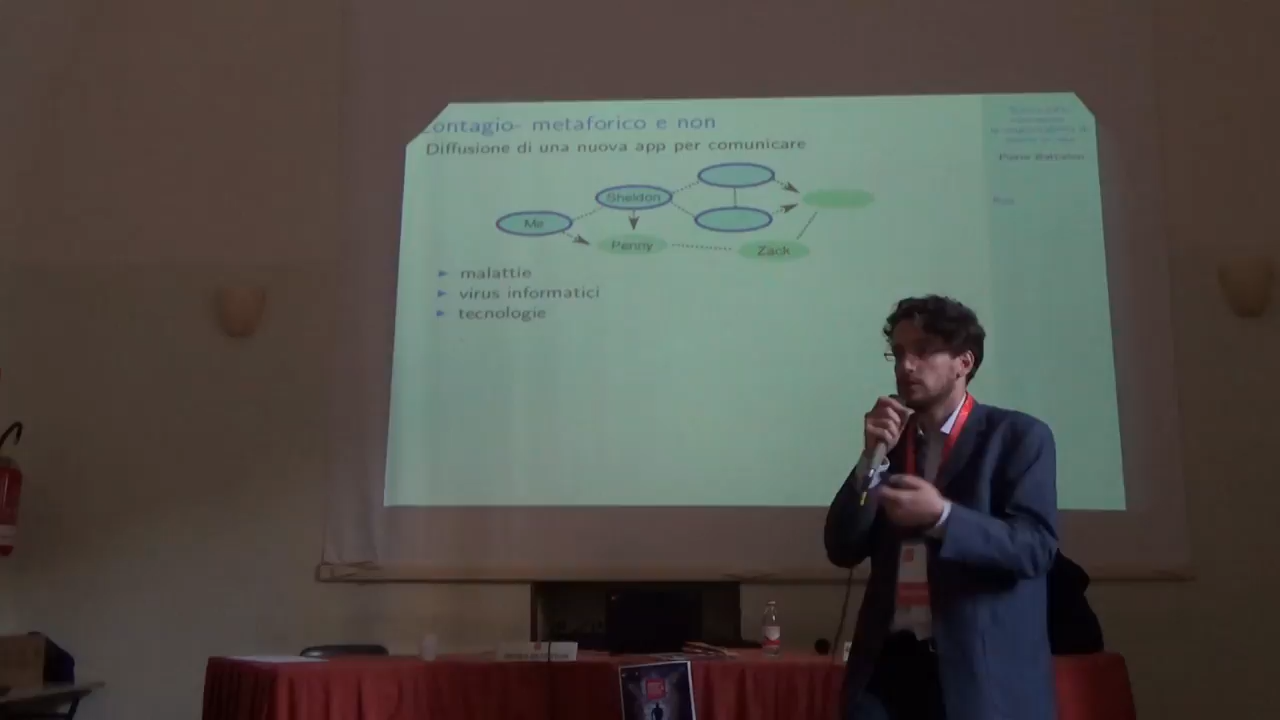 Contagio- metaforico e non
Diffusione di una nuova app per comunicare
Sheldon
Me
Penny
Zack
malattie
virus informatici
tecnologie